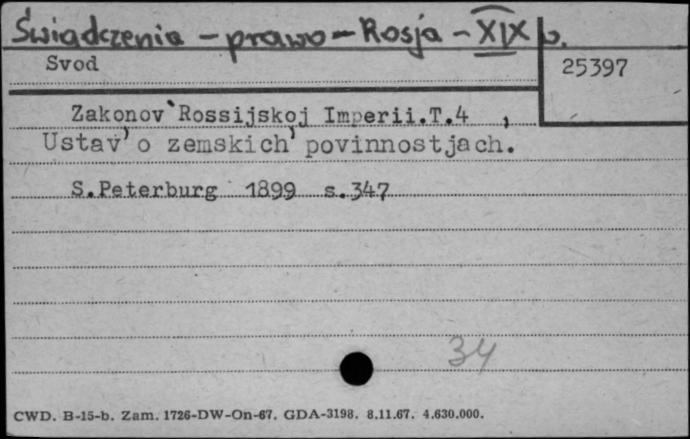 Świadczenia - prawo - Rosja - XIX w.
Svod
25397
Zakonov`Rossijskoj Imperii.T.4 ,
Ustav' o zemskich' povinnostjach.
S.Peterburg 1899 s.347
34
CWD. B-15-b. Zam. 1726-DW-On-67. GDA-3198. 8.11.67. 4.630.000.